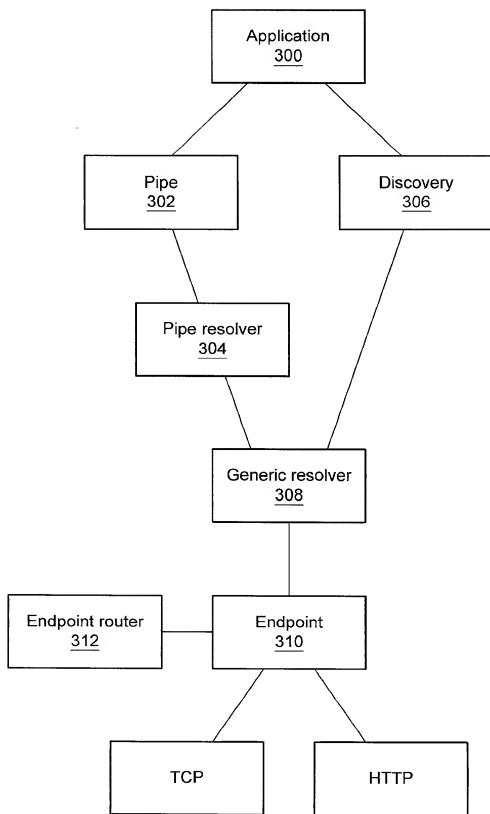 Application
300
Pipe
302
Discovery
306
Pipe resolver
304
Generic resolver
308
Endpoint router
312
Endpoint
310
TCP
HTTP